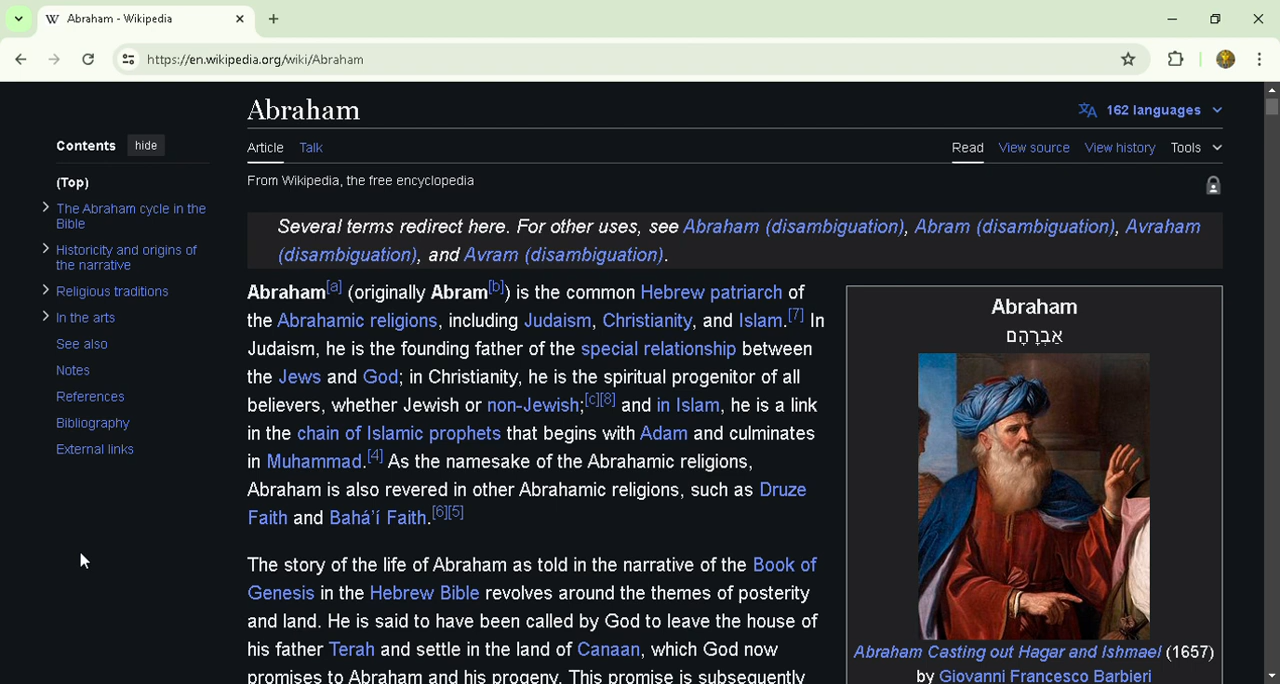 Abraham - Wikipedia
https://en.wikipedia.org/wiki/Abraham
Abraham
162 languages
Contents hide
Article Talk
Read View source View history Tools
(Top)
From Wikipedia, the free encyclopedia
The Abraham cycle in the
Bible
Historicity and origins of
the narrative
Religious traditions
In the arts
See also
Notes
References
Bibliography
External links
Several terms redirect here. For other uses, see Abraham (disambiguation), Abram (disambiguation), Avraham
(disambiguation), and Avram (disambiguation).
Abraham[a] (originally Abram[b]) is the common Hebrew patriarch of
the Abrahamic religions, including Judaism, Christianity, and Islam.[7] In
Judaism, he is the founding father of the special relationship between
the Jews and God; in Christianity, he is the spiritual progenitor of all
believers, whether Jewish or non-Jewish;[c][8] and in Islam, he is a link
in the chain of Islamic prophets that begins with Adam and culminates
in Muhammad.[4] As the namesake of the Abrahamic religions,
Abraham is also revered in other Abrahamic religions, such as Druze
Faith and Bahá'í Faith.[6][5]
The story of the life of Abraham as told in the narrative of the Book of
Genesis in the Hebrew Bible revolves around the themes of posterity
and land. He is said to have been called by God to leave the house of
his father Terah and settle in the land of Canaan, which God now
promises to Abraham and his progeny. This promise is subsequently
Abraham
אַבְרָהָם
Abraham Casting out Hagar and Ishmael (1657)
by Giovanni Francesco Barbieri